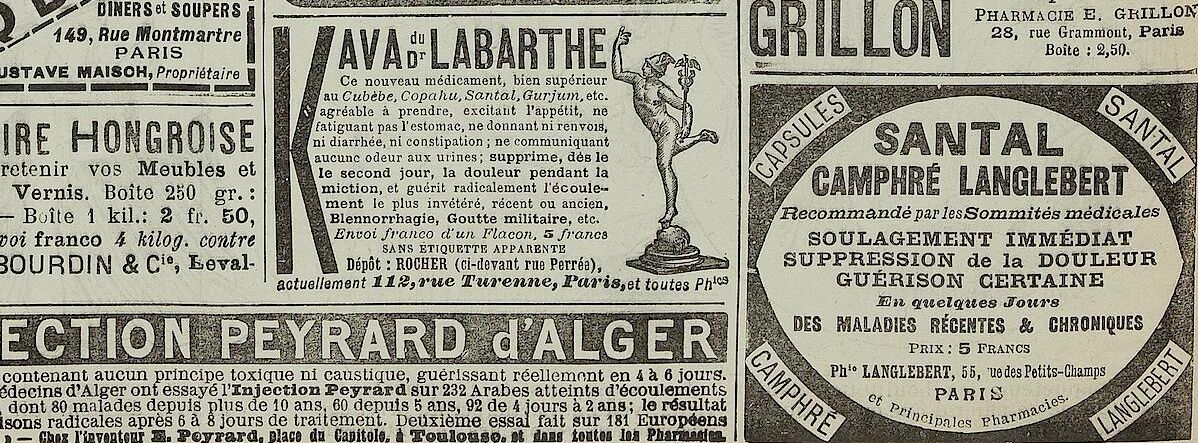 DINERS et SOUPERS
149, Rue Montmartre
PARIS
USTAVE MAISCH, Propriétaire
IRE HONGROISE
retenir vos Meubles et
Vernis. Boîte 250 gr.:
— Boîte 1 kil.: 2 fr. 50,
voi franco 4 kilog. contre
BOURDIN & Cie, Leval-
KAVA du Dr LABARTHE
Ce nouveau médicament, bien supérieur
au Cubèbe, Copahu, Santal, Gurjum, etc.
agréable à prendre, excitant l'appétit, ne
fatiguant pas l'estomac, ne donnant ni renvois,
ni diarrhée, ni constipation; ne communiquant
aucune odeur aux urines; supprime, dès le
le second jour, la douleur pendant la
miction, et guérit radicalement l'écoule-
ment le plus invétéré, récent ou ancien,
Blennorrhagie, Goutte militaire, etc.
Envoi franco d'un Flacon, 5 francs
SANS ÉTIQUETTE APPARENTE
Dépôt: ROCHER (ci-devant rue Perrée),
actuellement 112, rue Turenne, Paris, et toutes Phies
ECTION PEYRARD d'ALGER
contenant aucun principe toxique ni caustique, guérissant réellement en 4 à 6 jours.
édecins d'Alger ont essayé l'Injection Peyrard sur 232 Arabes atteints d'écoulements
, dont 80 malades depuis plus de 10 ans, 60 depuis 5 ans, 92 de 4 jours à 2 ans; le résultat
isons radicales après 6 à 8 jours de traitement. Deuxième essai fait sur 181 Européens
— Chez l'inventeur E. Peyrard, place du Capitole, à Toulouse, et dans toutes les Pharmacies.
GRILLON
PHARMACIE E. GRILLON
28, rue Grammont, Paris
Boîte: 2,50.
CAPSULES
SANTAL
SANTAL
CAMPHRÉ LANGLEBERT
Recommandé par les Sommités médicales
SOULAGEMENT IMMÉDIAT
SUPPRESSION de la DOULEUR
GUÉRISON CERTAINE
En quelques Jours
DES MALADIES RÉCENTES & CHRONIQUES
PRIX: 5 FRANCS
Phie LANGLEBERT, 55, rue des Petits-Champs
PARIS
et Principales Pharmacies.
CAMPHRÉ
LANGLEBERT